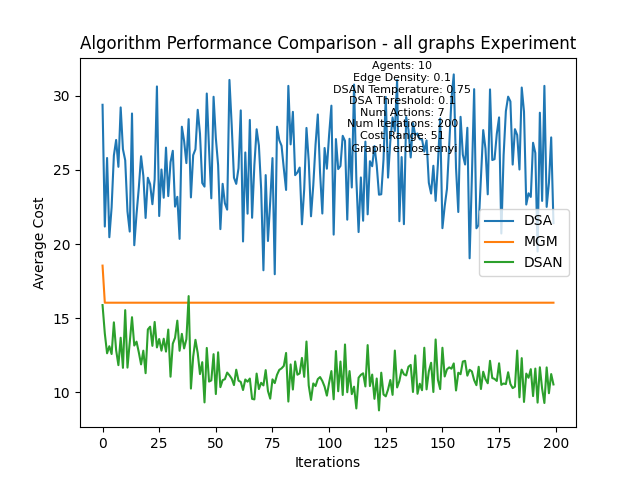 Algorithm Performance Comparison - all graphs Experiment
Agents: 10
Edge Density: 0.1
DSAN Temperature: 0.75
DSA Threshold: 0.1
Num Actions: 7
Num Iterations: 200
Cost Range: 51
Graph: erdos_renyi
Average Cost
30
25
20
15
10
DSA
MGM
DSAN
0 25 50 75 100 125 150 175 200
Iterations